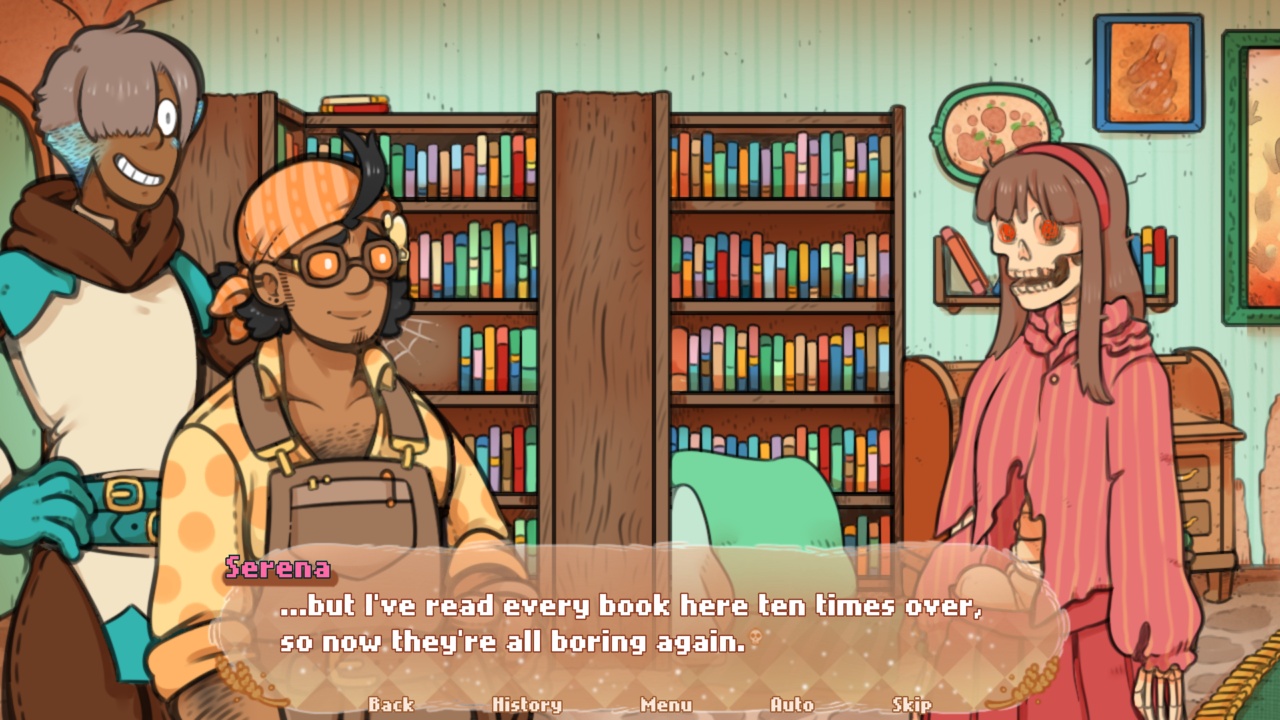 Serena
...but I've read every book here ten times over,
so now they're all boring again.
Back History Menu Auto Skip